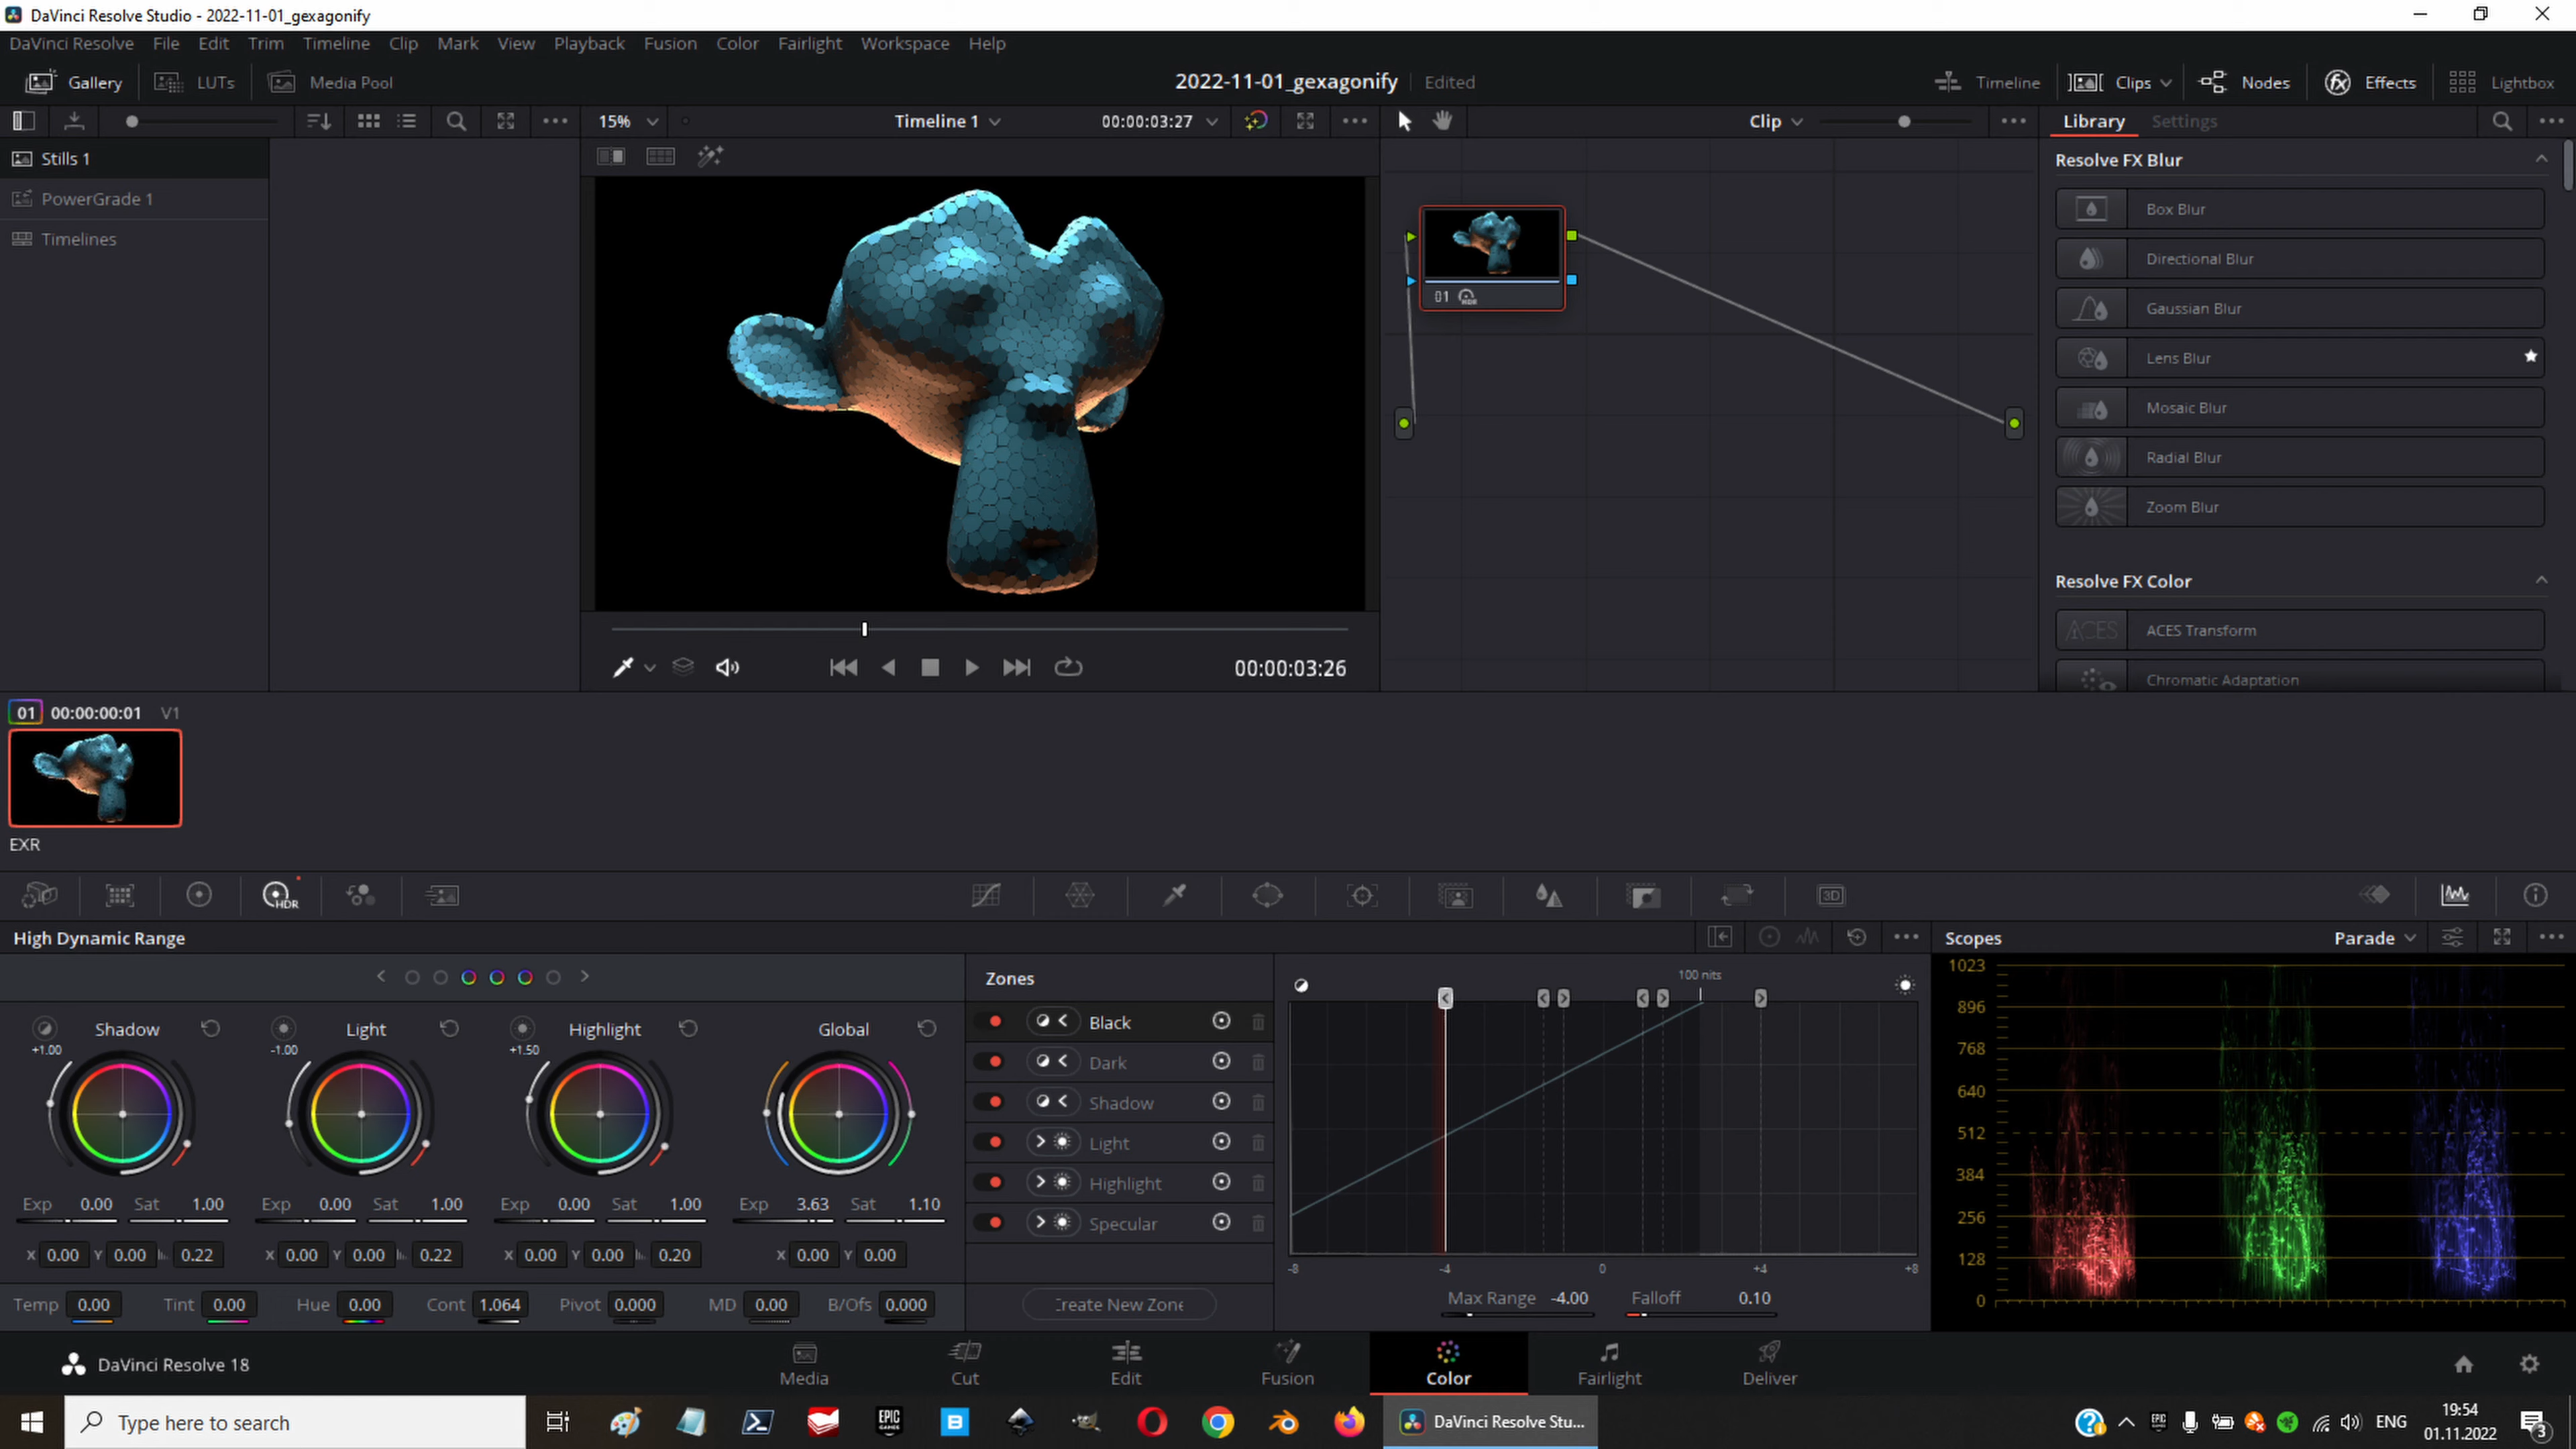 DaVinci Resolve Studio - 2022-11-01_gexagonify
DaVinci Resolve File Edit Trim Timeline Clip Mark View Playback Fusion Color Fairlight Workspace Help
Gallery LUTs Media Pool 2022-11-01_gexagonify Edited Timeline Clips Nodes Effects Lightbox
15% Timeline 1 00:00:03:27 Clip Library Settings
Stills 1
PowerGrade 1
Timelines
01
Resolve FX Blur
Box Blur
Directional Blur
Gaussian Blur
Lens Blur
Mosaic Blur
Radial Blur
Zoom Blur
Resolve FX Color
ACES ACES Transform
Chromatic Adaptation
00:00:03:26
01 00:00:00:01 V1
EXR
HDR 3D
High Dynamic Range
Scopes Parade
Shadow Light Highlight Global
+1.00 -1.00 +1.50
Exp 0.00 Sat 1.00 Exp 0.00 Sat 1.00 Exp 0.00 Sat 1.00 Exp 3.63 Sat 1.10
X 0.00 Y 0.00 0.22 X 0.00 Y 0.00 0.22 X 0.00 Y 0.00 0.20 X 0.00 Y 0.00
Temp 0.00 Tint 0.00 Hue 0.00 Cont 1.064 Pivot 0.000 MD 0.00 B/Ofs 0.000
Zones
Black
Dark
Shadow
Light
Highlight
Specular
Create New Zone
100 nits
-8 -4 0 +4 +8
Max Range -4.00 Falloff 0.10
1023
896
768
640
512
384
256
128
0
DaVinci Resolve 18 Media Cut Edit Fusion Color Fairlight Deliver
Type here to search
EPIC GAMES
B
DaVinci Resolve Stu...
ENG
19:54
01.11.2022
3